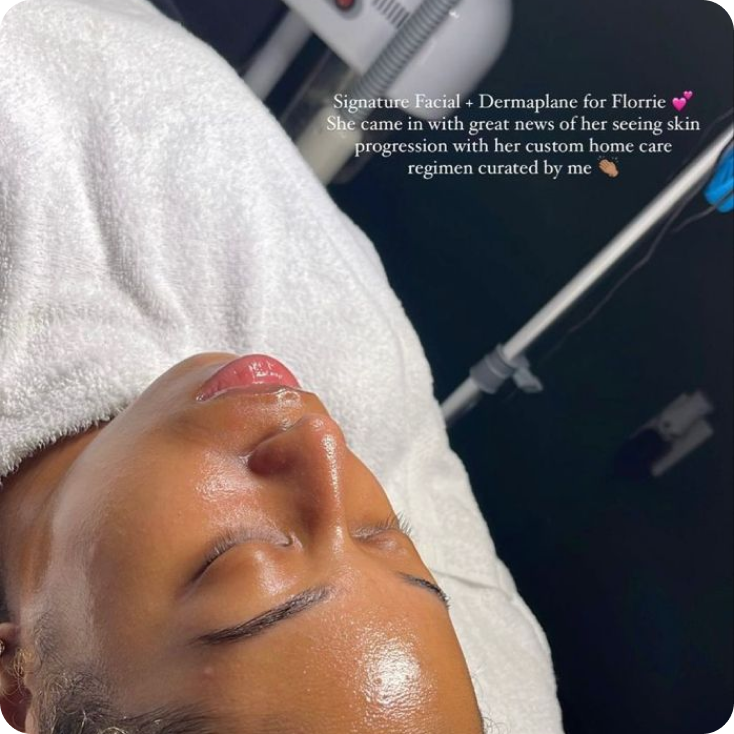 Signature Facial + Dermaplane for Florrie 💕
She came in with great news of her seeing skin
progression with her custom home care
regimen curated by me 👏🏽